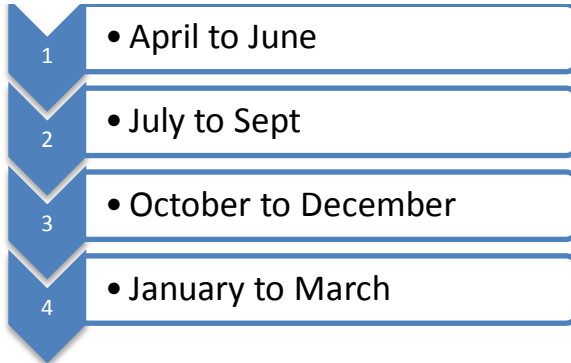 1 • April to June
2 • July to Sept
3 • October to December
4 • January to March